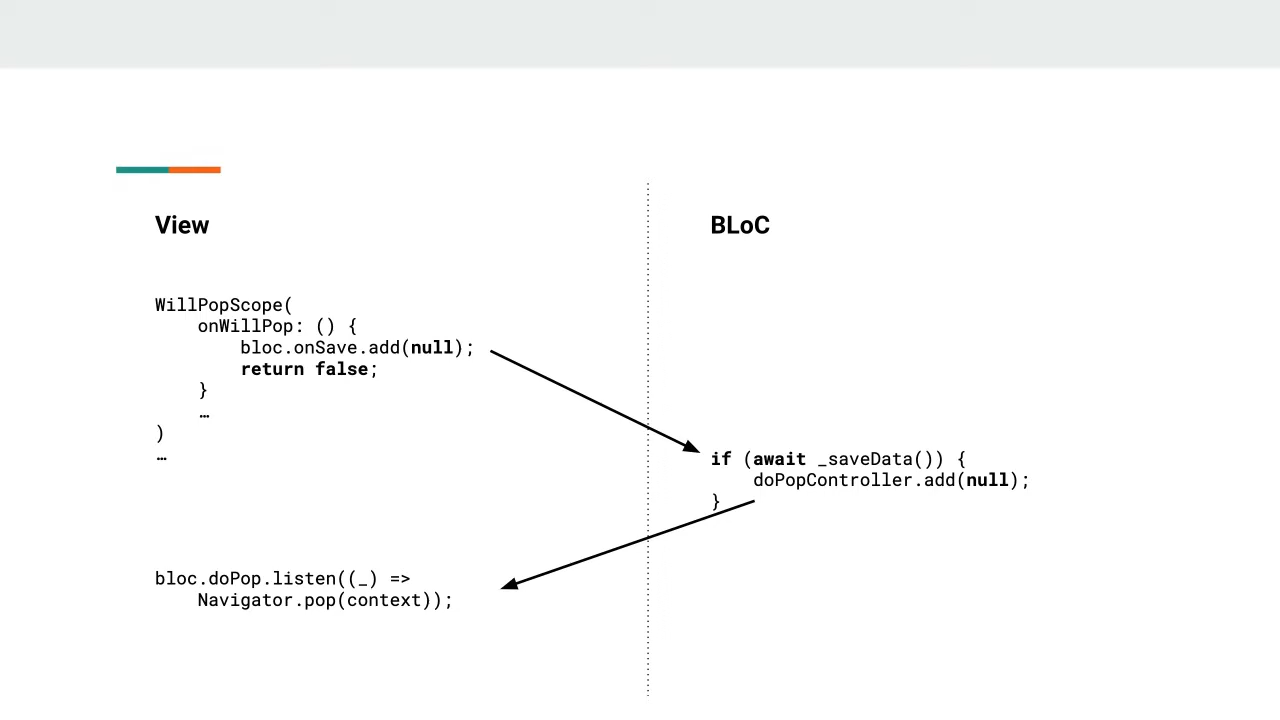 View
WillPopScope(
    onWillPop: () {
        bloc.onSave.add(null);
        return false;
    }
    …
)
…
bloc.doPop.listen((_) =>
    Navigator.pop(context));
BLoC
if (await _saveData()) {
    doPopController.add(null);
}